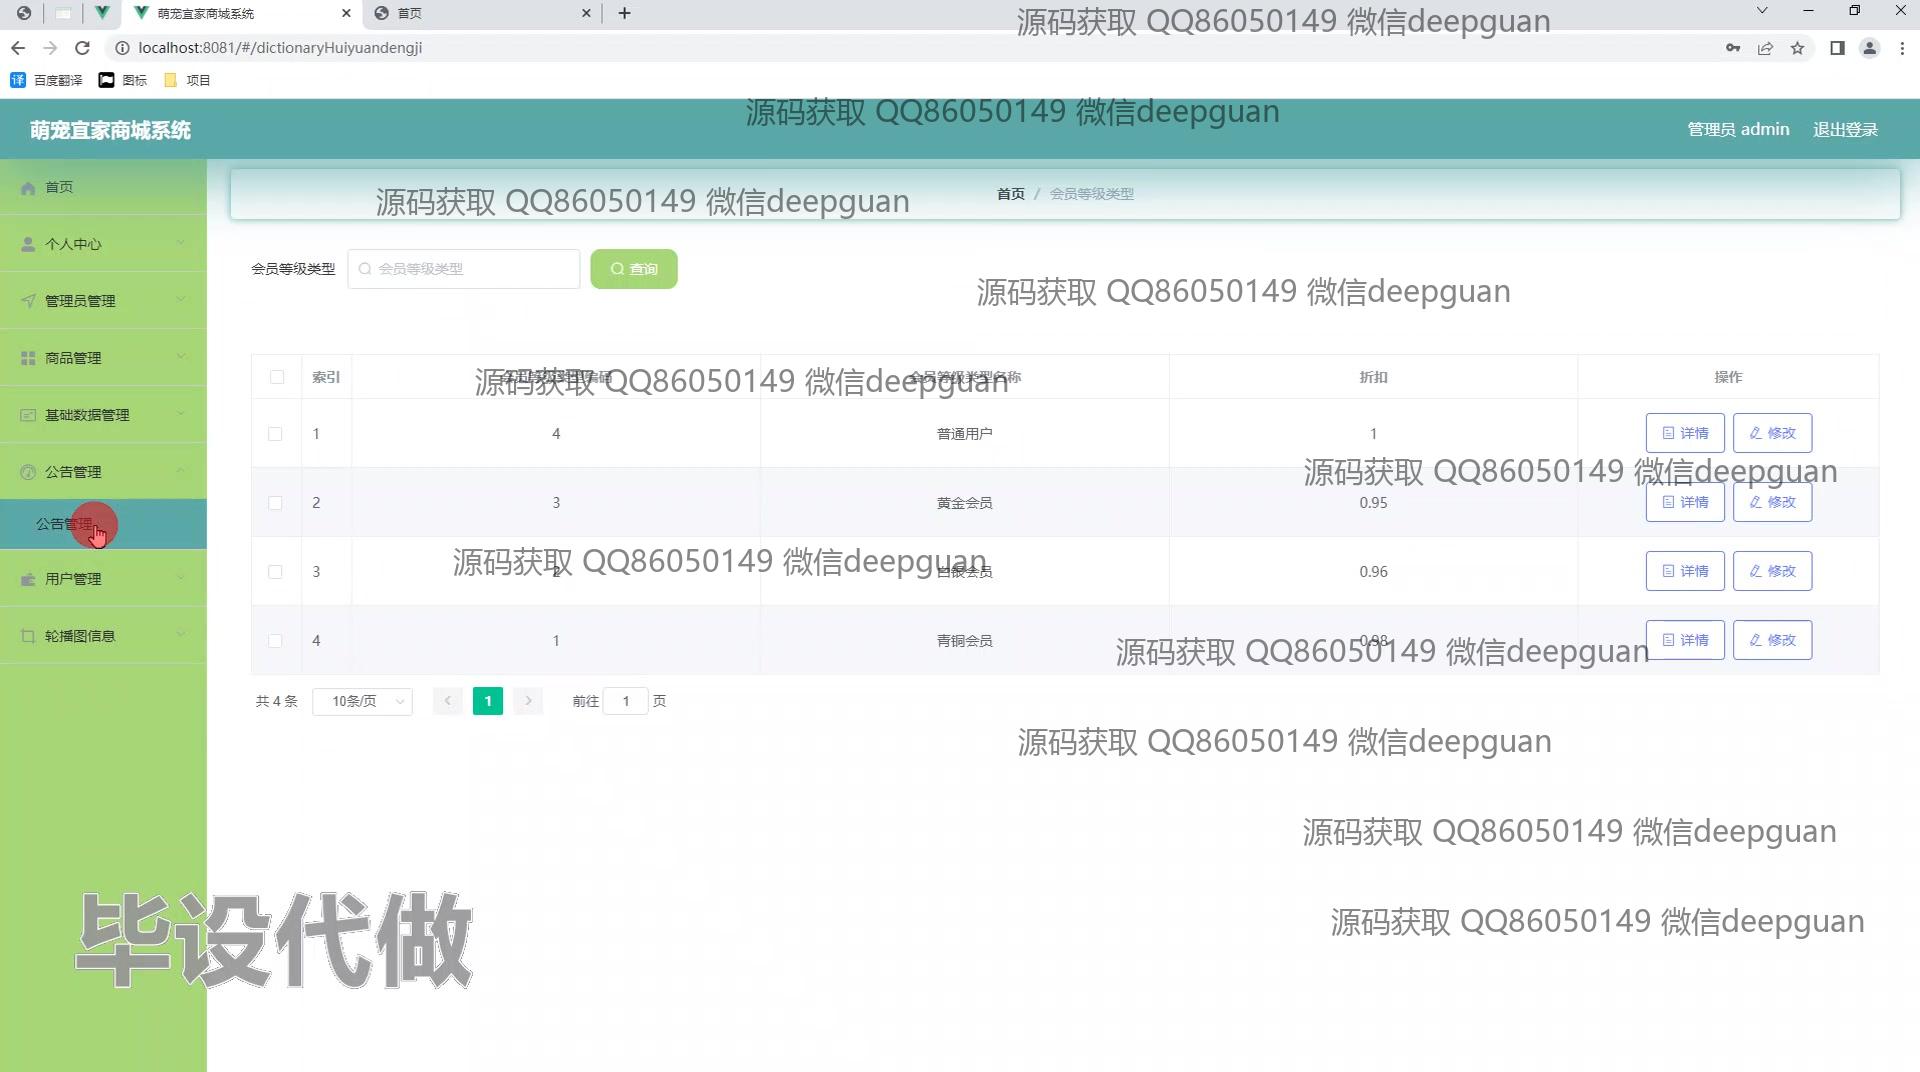 萌宠宜家商城系统
首页
源码获取 QQ86050149 微信deepguan
localhost:8081/#/dictionaryHuiyuandengji
百度翻译 图标 项目
源码获取 QQ86050149 微信deepguan
萌宠宜家商城系统
管理员 admin 退出登录
首页
源码获取 QQ86050149 微信deepguan
首页 / 会员等级类型
个人中心
会员等级类型 会员等级类型 查询
管理员管理
源码获取 QQ86050149 微信deepguan
商品管理
索引 会员等级类型编码 会员等级类型名称 折扣 操作
源码获取 QQ86050149 微信deepguan
基础数据管理
1 4 普通用户 1 详情 修改
公告管理
源码获取 QQ86050149 微信deepguan
2 3 黄金会员 0.95 详情 修改
公告管理
源码获取 QQ86050149 微信deepguan
3 2 白银会员 0.96 详情 修改
用户管理
轮播图信息
4 1 青铜会员 0.98 详情 修改
源码获取 QQ86050149 微信deepguan
共 4 条 10条/页 1 前往 1 页
源码获取 QQ86050149 微信deepguan
源码获取 QQ86050149 微信deepguan
源码获取 QQ86050149 微信deepguan
毕设代做